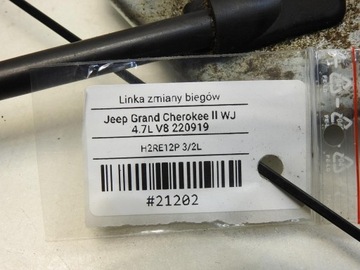 Linka zmiany biegów
Jeep Grand Cherokee II WJ
4.7L V8 220919
H2RE12P 3/2L
#21202